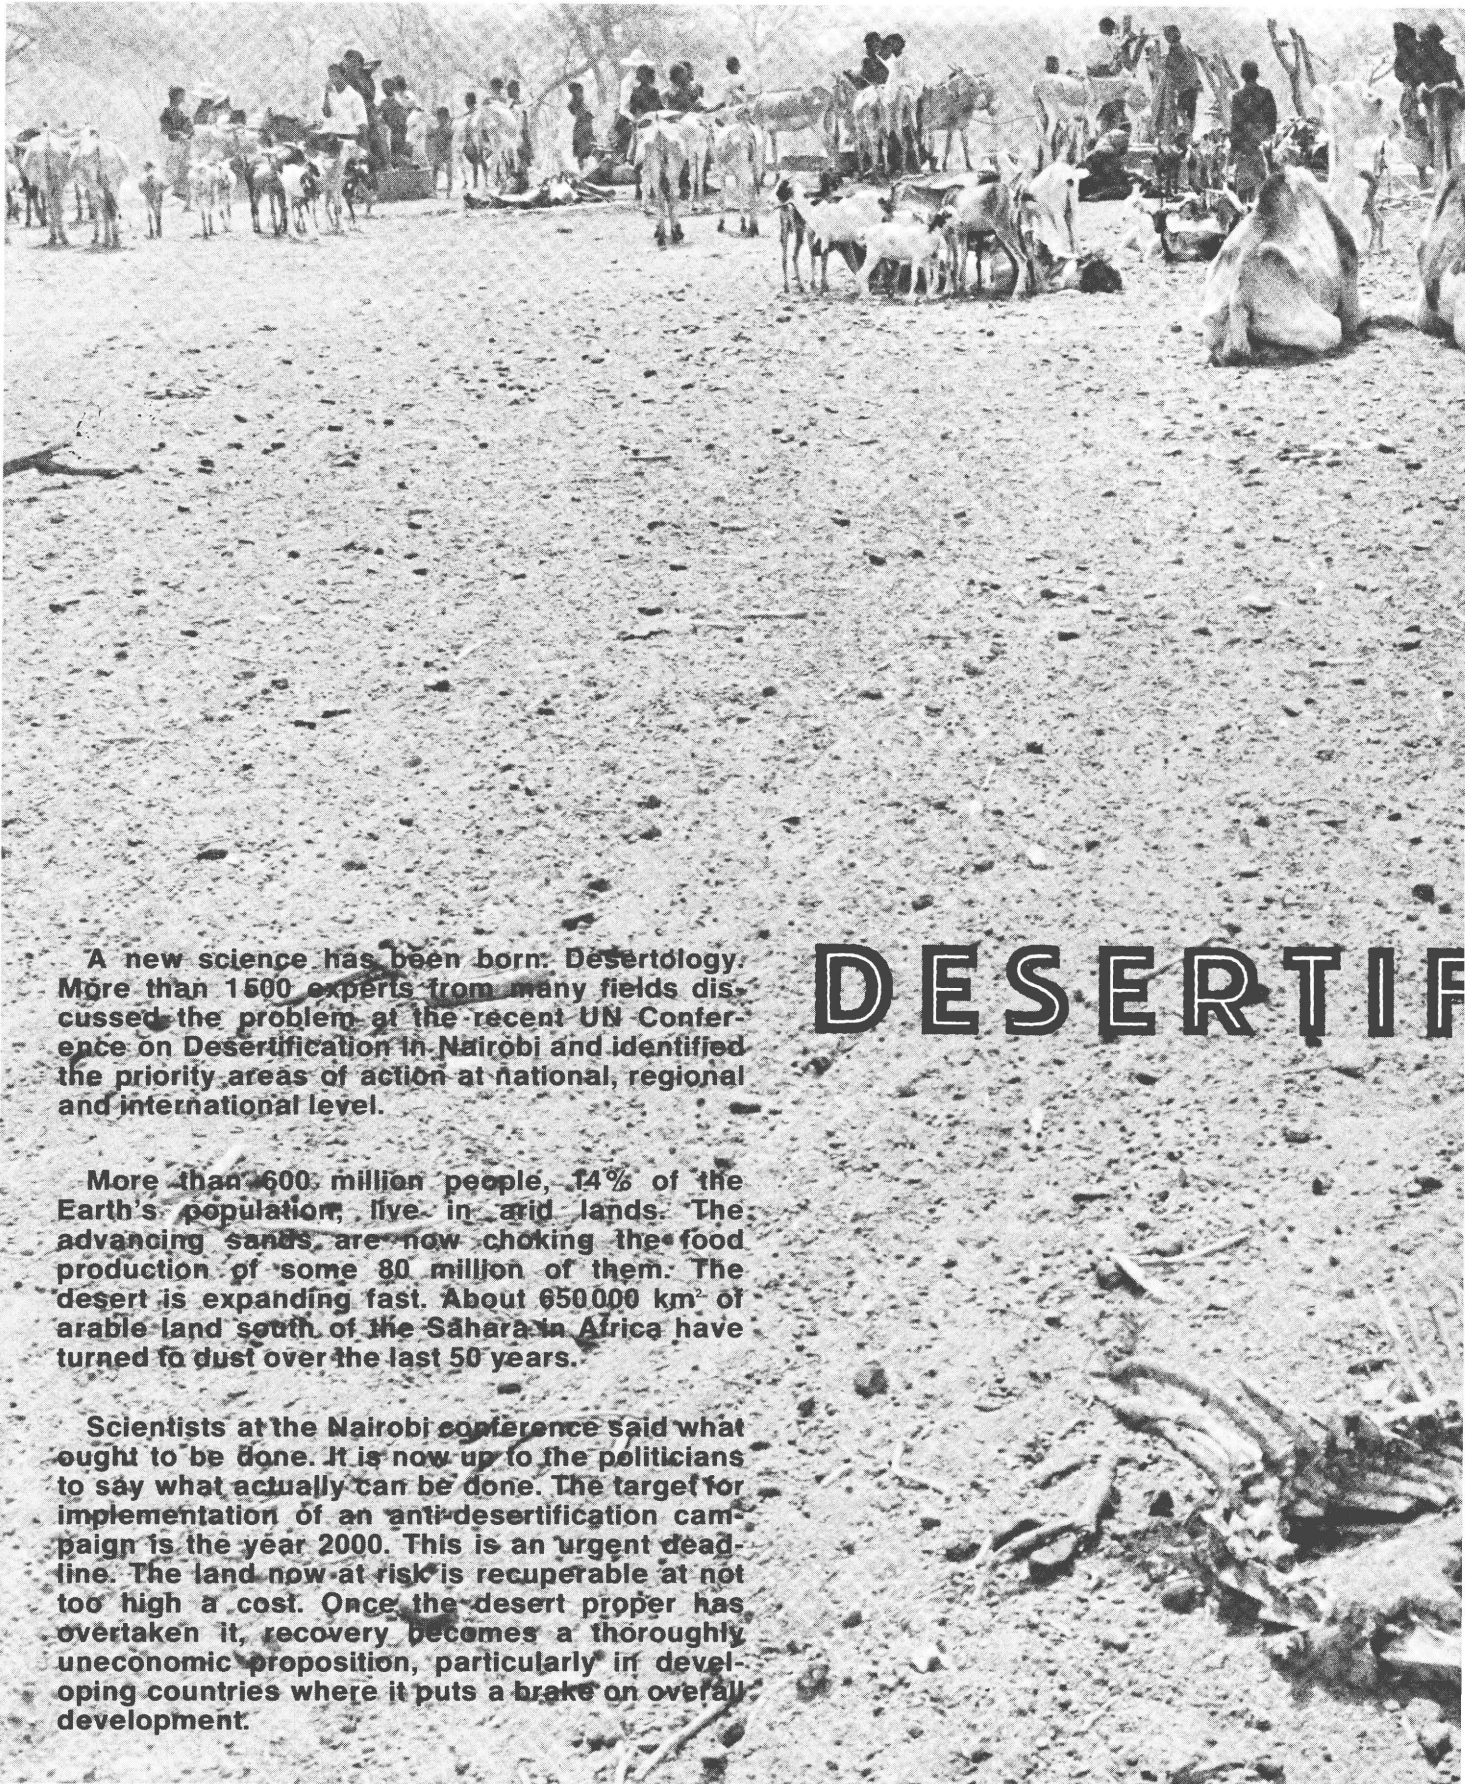 A new science has been born: Desertology.
More than 1500 experts from many fields dis-
cussed the problem at the recent UN Confer-
ence on Desertification in Nairobi and identified
the priority areas of action at national, regional
and international level.
More than 600 million people, 14% of the
Earth's population, live in arid lands. The
advancing sands are now choking the food
production of some 80 million of them. The
desert is expanding fast. About 650000 km² of
arable land south of the Sahara in Africa have
turned to dust over the last 50 years.
Scientists at the Nairobi conference said what
ought to be done. It is now up to the politicians
to say what actually can be done. The target for
implementation of an anti-desertification cam-
paign is the year 2000. This is an urgent dead-
line. The land now at risk is recuperable at not
too high a cost. Once the desert proper has
overtaken it, recovery becomes a thoroughly
uneconomic proposition, particularly in devel-
oping countries where it puts a brake on overall
development.
DESERTIF